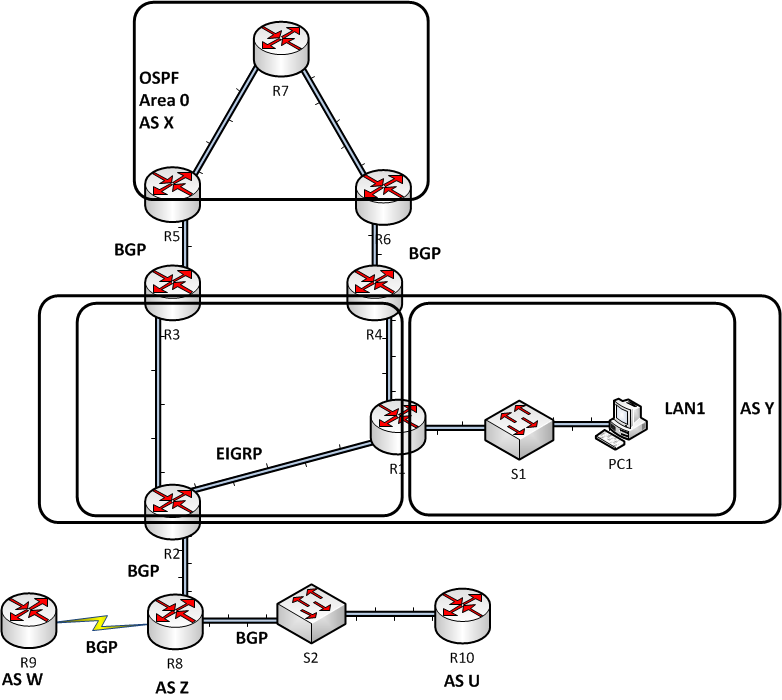 R7
OSPF
Area 0
AS X
R5
R6
BGP
BGP
R3
R4
LAN1
AS Y
EIGRP
R1
S1
PC1
R2
BGP
BGP
BGP
R9
R8
S2
R10
AS W
AS Z
AS U